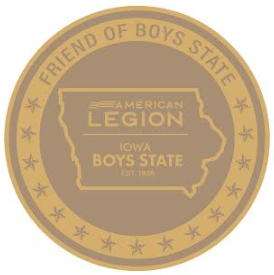 FRIEND OF BOYS STATE
AMERICAN
LEGION
IOWA
BOYS STATE
EST. 1938